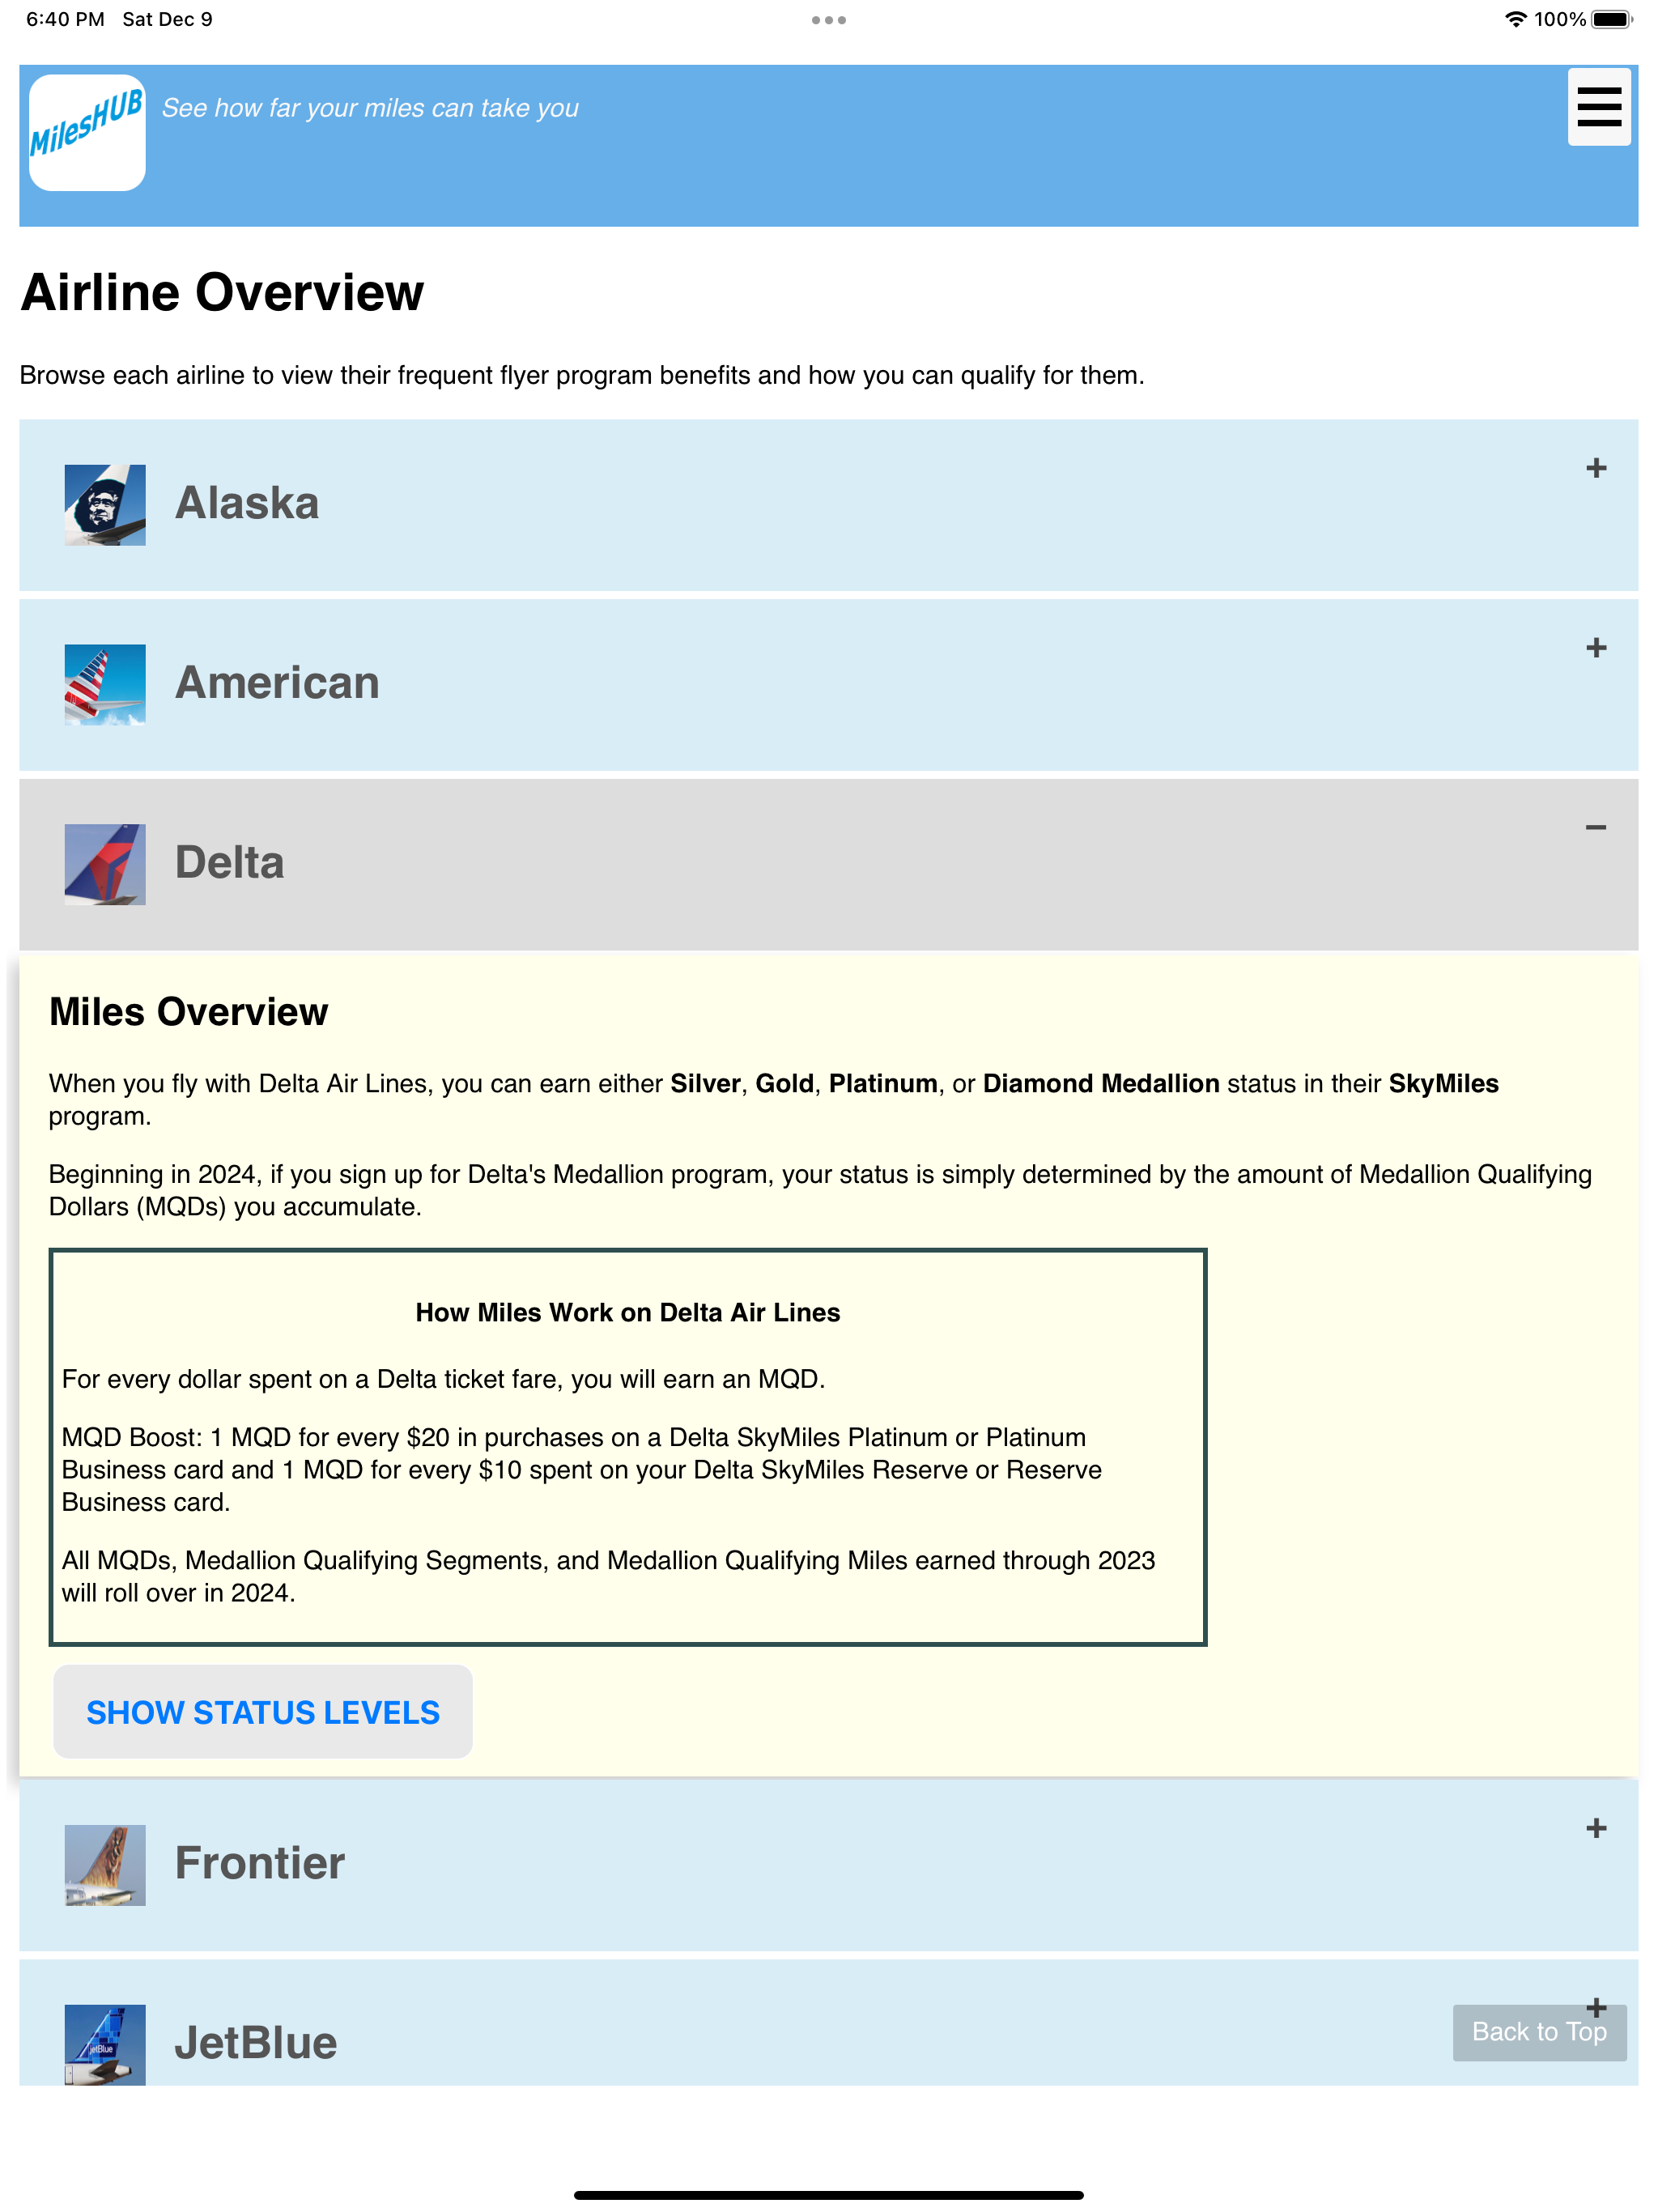 6:40 PM Sat Dec 9
100%
MilesHUB
See how far your miles can take you
Airline Overview
Browse each airline to view their frequent flyer program benefits and how you can qualify for them.
+
Alaska
+
American
−
Delta
Miles Overview
When you fly with Delta Air Lines, you can earn either Silver, Gold, Platinum, or Diamond Medallion status in their SkyMiles
program.
Beginning in 2024, if you sign up for Delta's Medallion program, your status is simply determined by the amount of Medallion Qualifying
Dollars (MQDs) you accumulate.
How Miles Work on Delta Air Lines
For every dollar spent on a Delta ticket fare, you will earn an MQD.
MQD Boost: 1 MQD for every $20 in purchases on a Delta SkyMiles Platinum or Platinum
Business card and 1 MQD for every $10 spent on your Delta SkyMiles Reserve or Reserve
Business card.
All MQDs, Medallion Qualifying Segments, and Medallion Qualifying Miles earned through 2023
will roll over in 2024.
SHOW STATUS LEVELS
+
Frontier
+
jetBlue
JetBlue
Back to Top